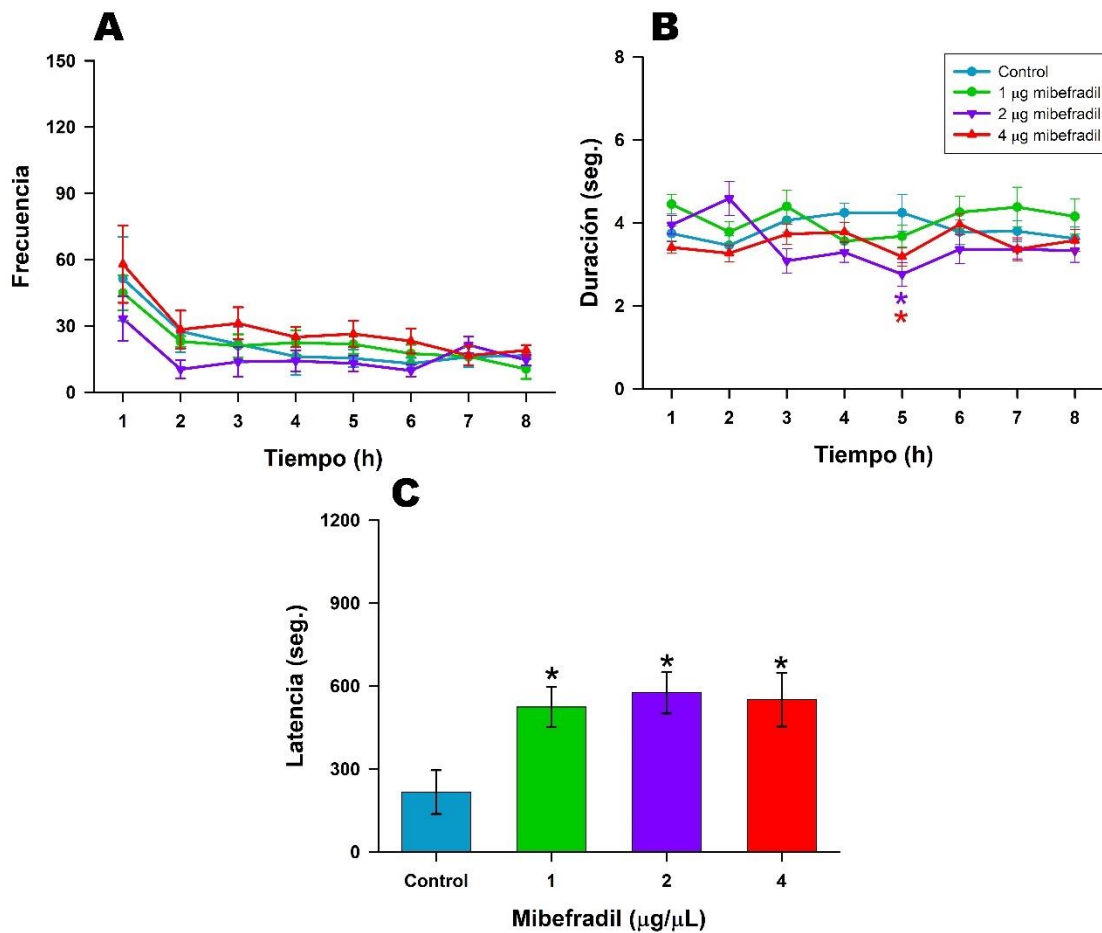 A
150
120
90
60
30
0
Frecuencia
1 2 3 4 5 6 7 8
Tiempo (h)
B
8
6
4
2
0
Duración (seg.)
Control
1 μg mibefradil
2 μg mibefradil
4 μg mibefradil
*
*
1 2 3 4 5 6 7 8
Tiempo (h)
C
1200
900
600
300
0
Latencia (seg.)
* * *
Control 1 2 4
Mibefradil (μg/μL)